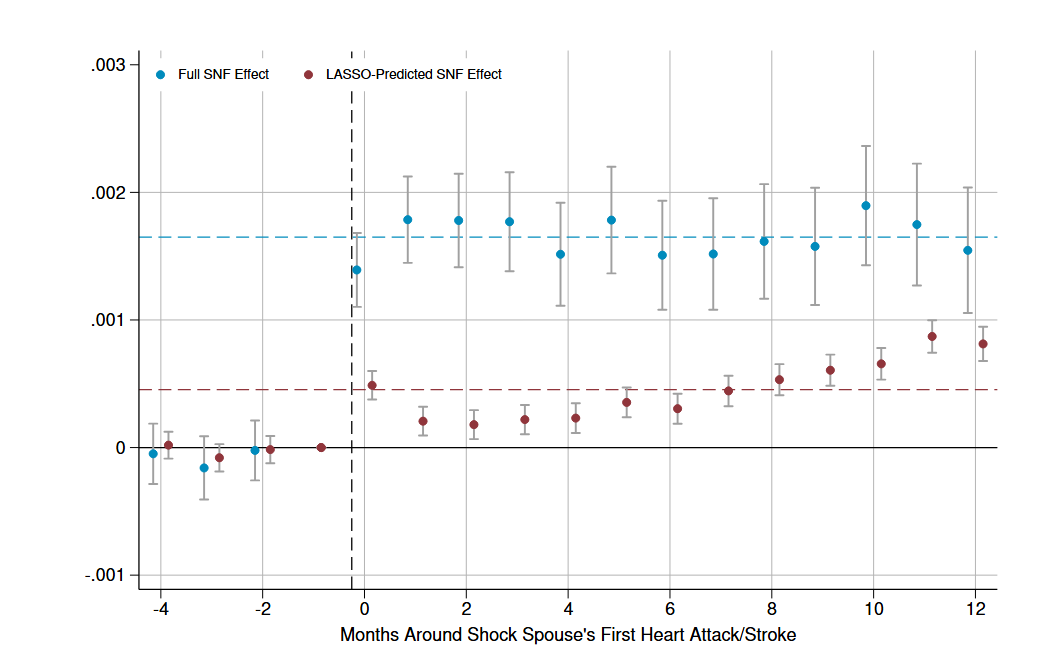 .003
Full SNF Effect LASSO-Predicted SNF Effect
.002
.001
0
-.001
-4 -2 0 2 4 6 8 10 12
Months Around Shock Spouse's First Heart Attack/Stroke